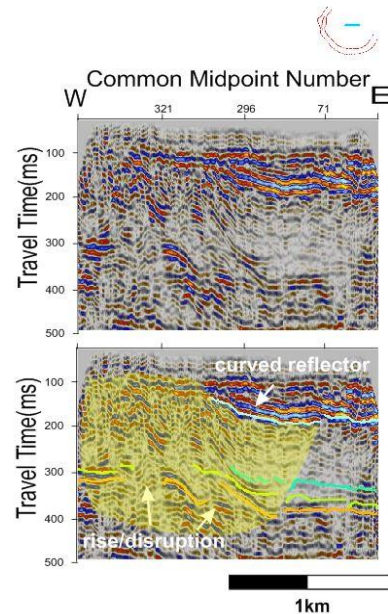 Common Midpoint Number
W 321 296 71 E
Travel Time(ms)
100
200
300
400
500
Travel Time(ms)
100
200
300
400
500
curved reflector
rise/disruption
1km